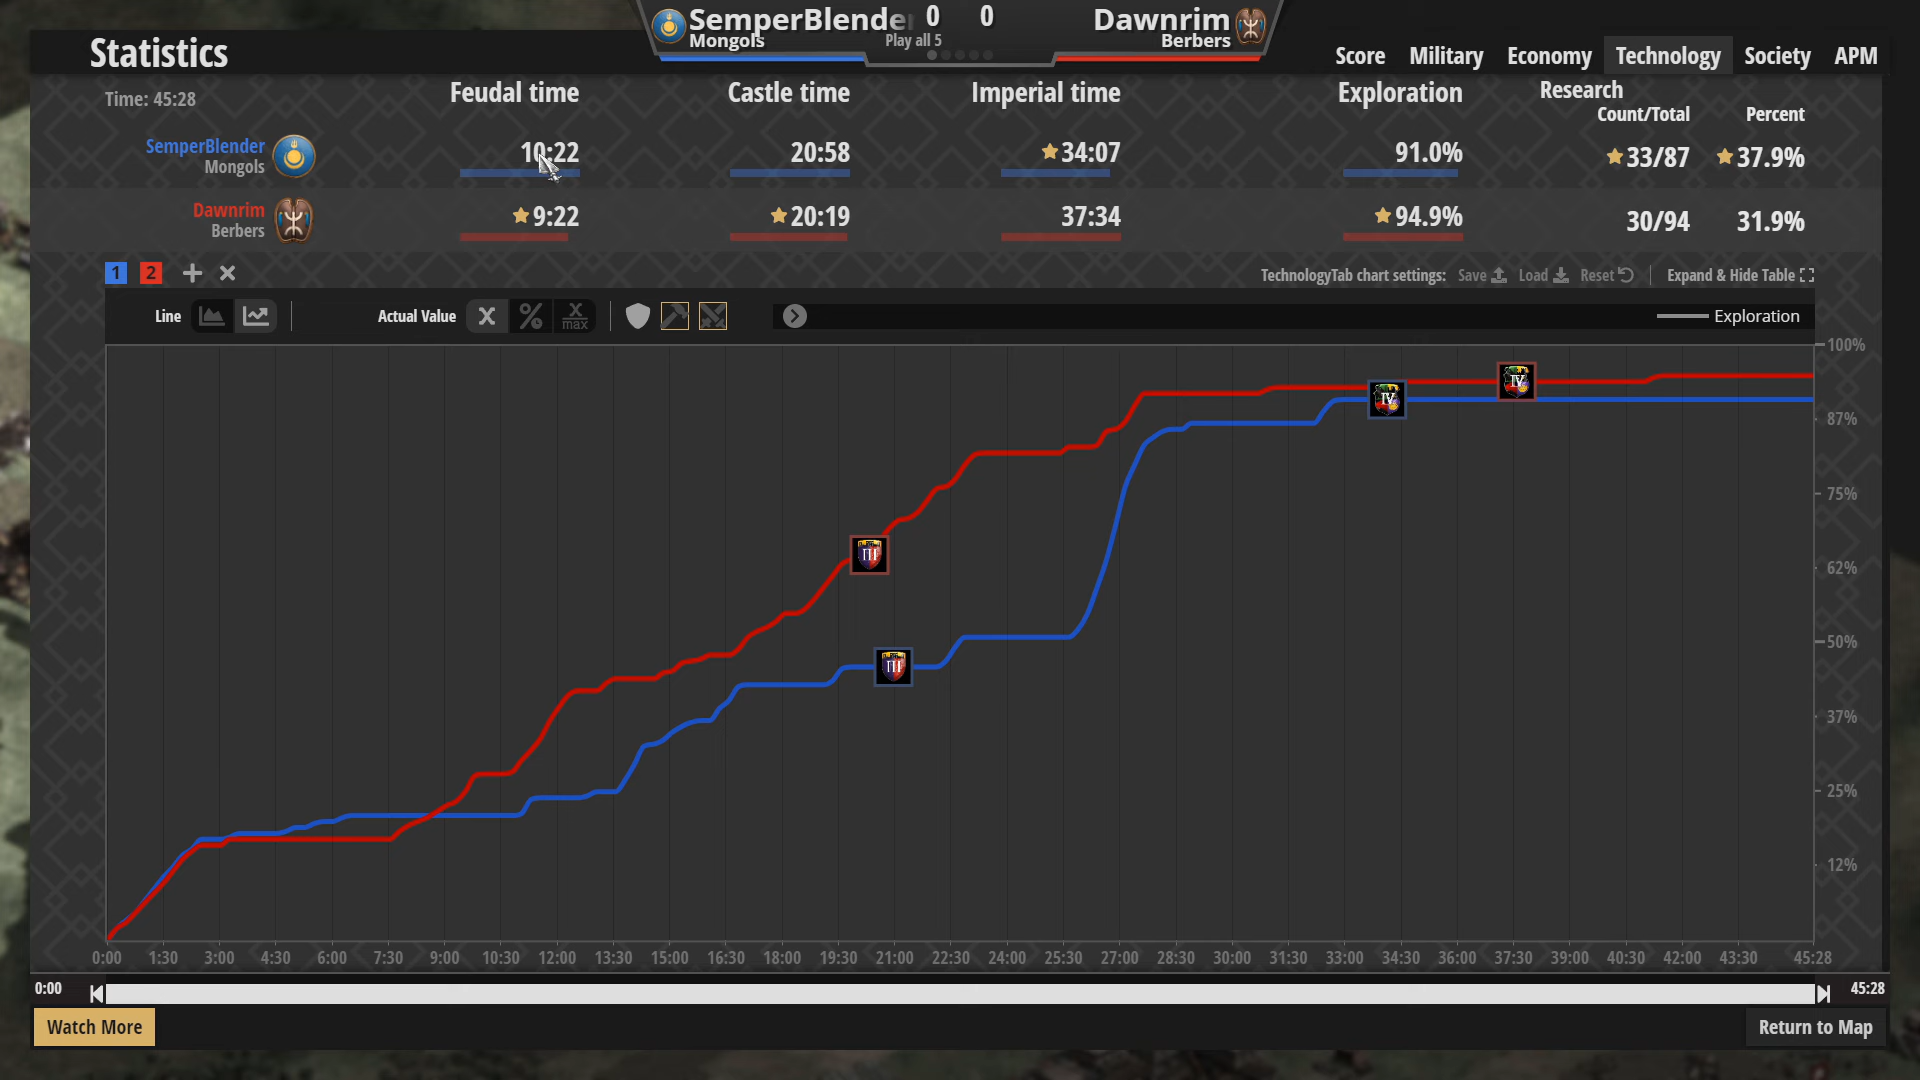 SemperBlende 0 0 Dawnrim
Mongols Play all 5 Berbers
Statistics
Score Military Economy Technology Society APM
Time: 45:28 Feudal time Castle time Imperial time Exploration Research
Count/Total Percent
SemperBlender 10:22 20:58 34:07 91.0% 33/87 37.9%
Mongols
Dawnrim 9:22 20:19 37:34 94.9% 30/94 31.9%
Berbers
1 2
TechnologyTab chart settings: Save Load Reset Expand & Hide Table
Line Actual Value X % X max
Exploration
100%
IV
IV
87%
75%
III
62%
50%
III
37%
25%
12%
0:00 1:30 3:00 4:30 6:00 7:30 9:00 10:30 12:00 13:30 15:00 16:30 18:00 19:30 21:00 22:30 24:00 25:30 27:00 28:30 30:00 31:30 33:00 34:30 36:00 37:30 39:00 40:30 42:00 43:30 45:28
0:00 45:28
Watch More Return to Map